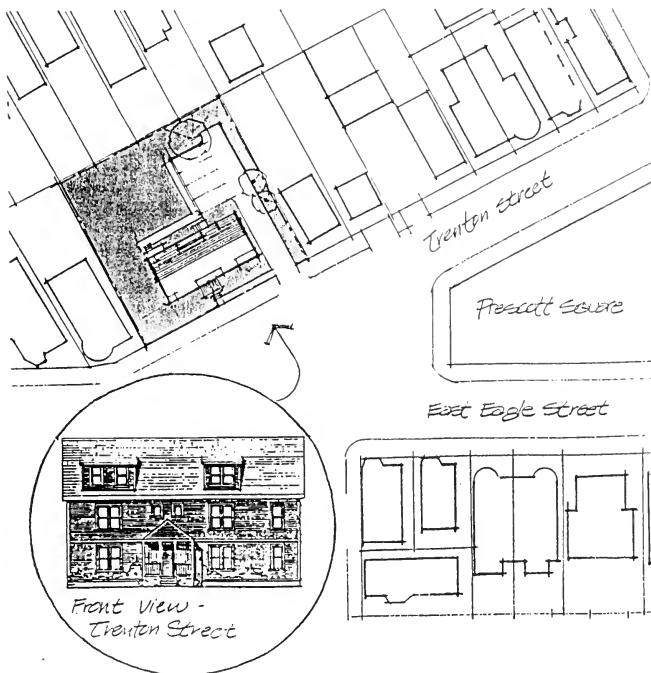 Trenton Street
Prescott Square
East Eagle Street
Front View -
Trenton Street